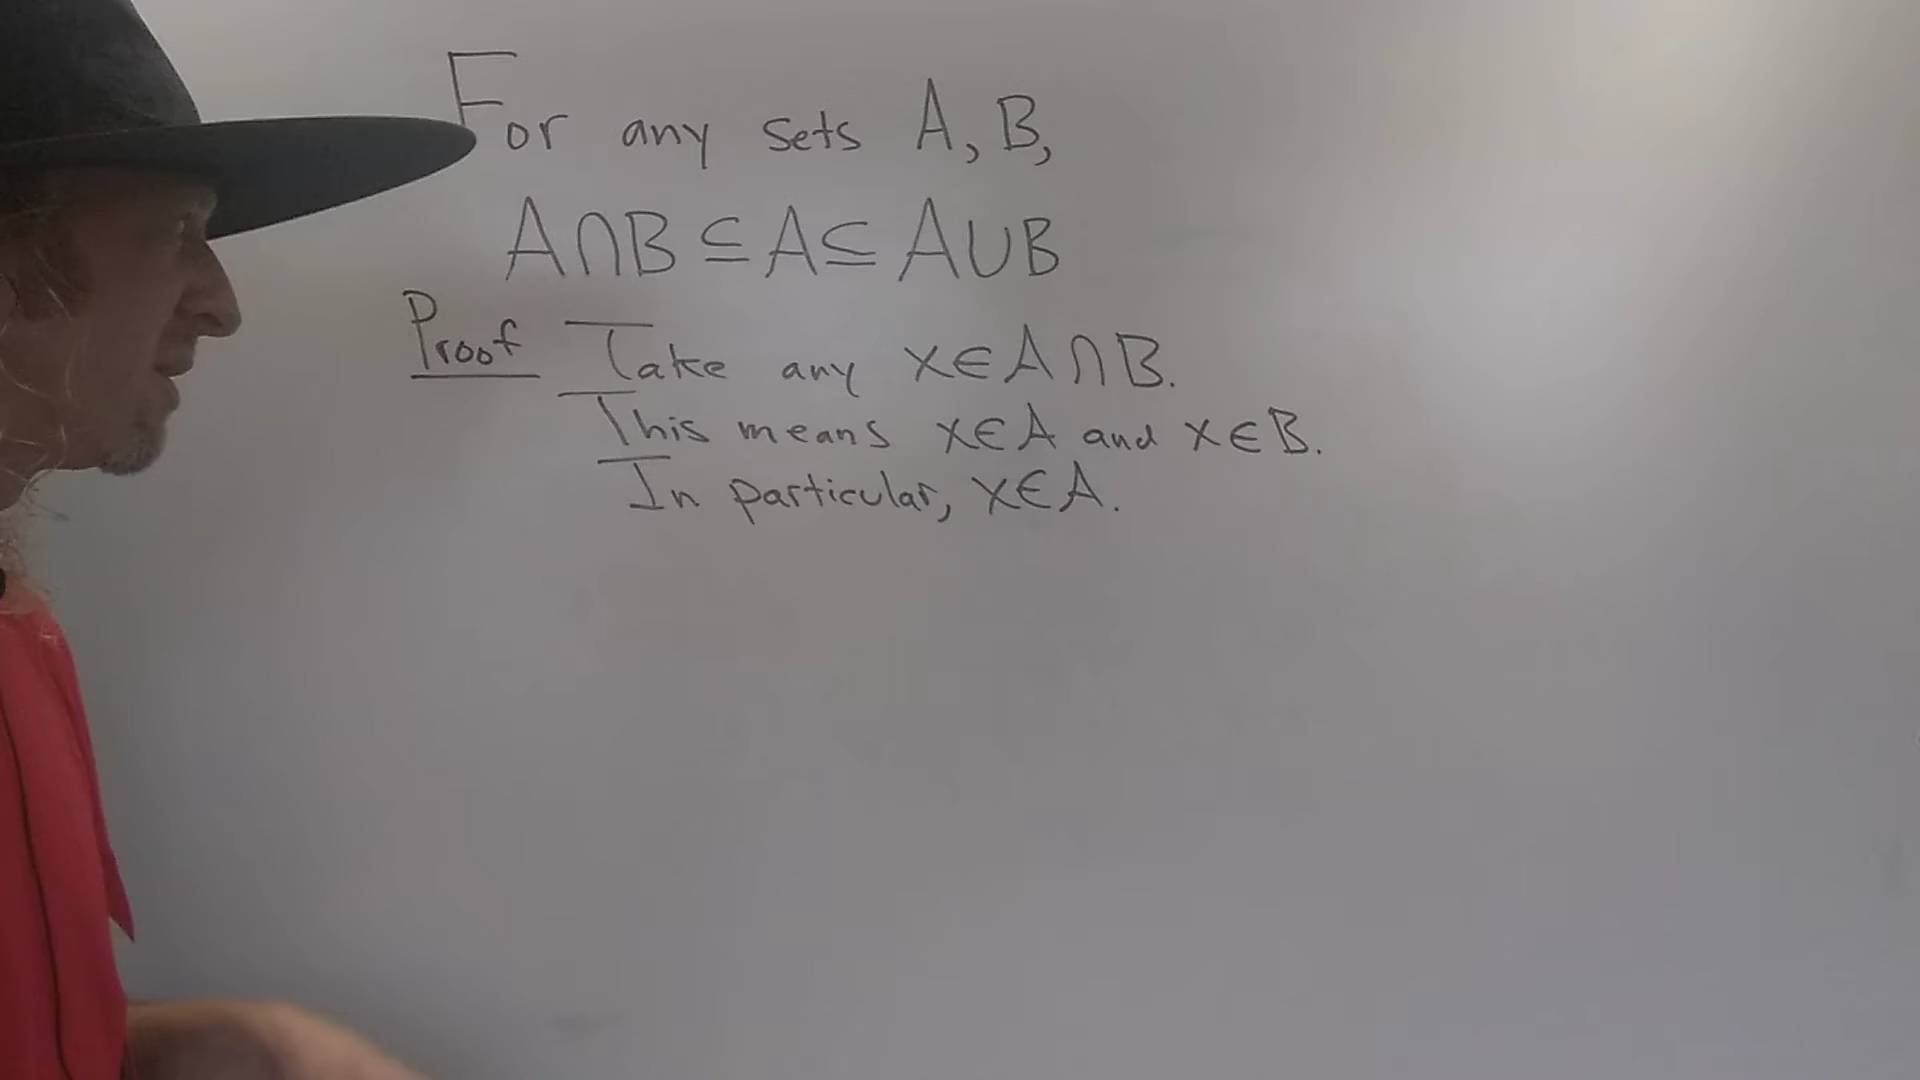 For any sets A, B,
A∩B ⊆ A ⊆ A∪B
Proof Take any x∈A∩B.
This means x∈A and x∈B.
In particular, x∈A.